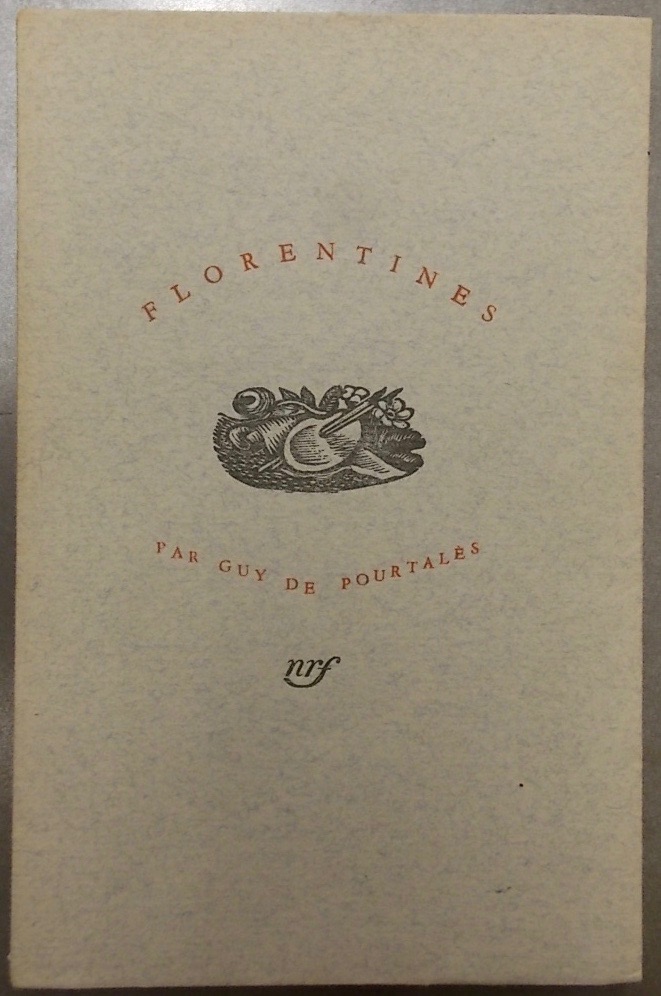 FLORENTINES
PAR GUY DE POURTALÈS
nrf